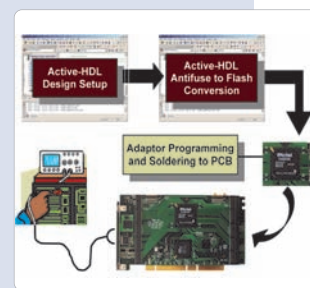 Active-HDL
Design Setup
Active-HDL
Antifuse to Flash
Conversion
Adaptor Programming
and Soldering to PCB